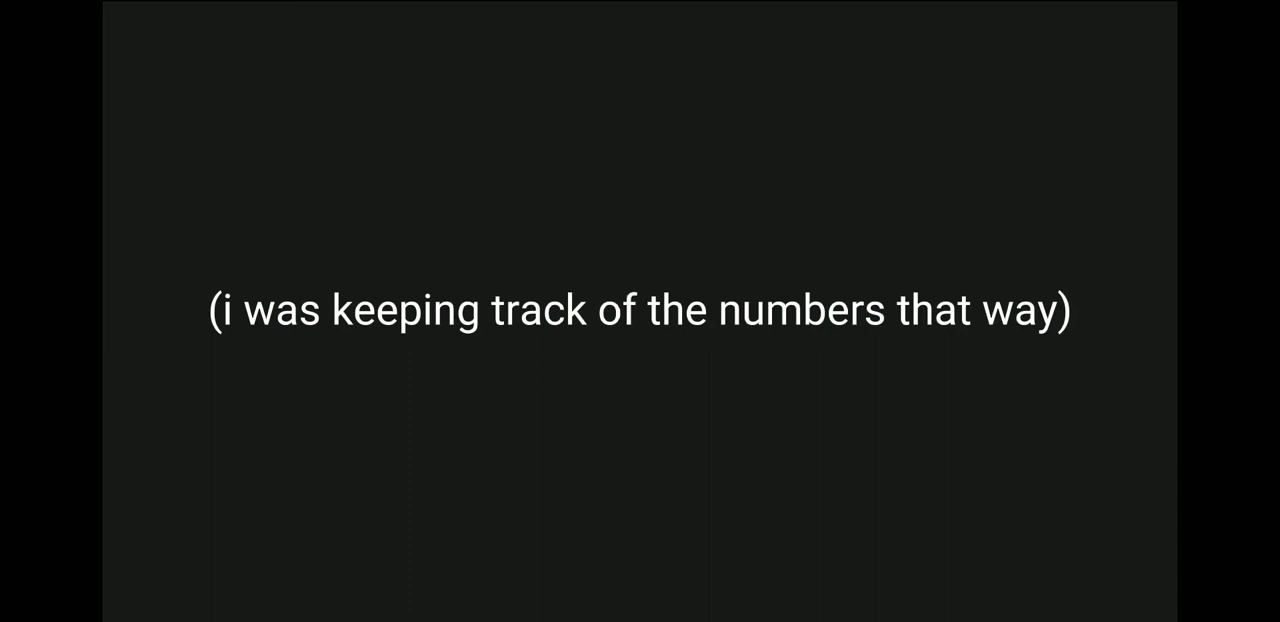 (i was keeping track of the numbers that way)